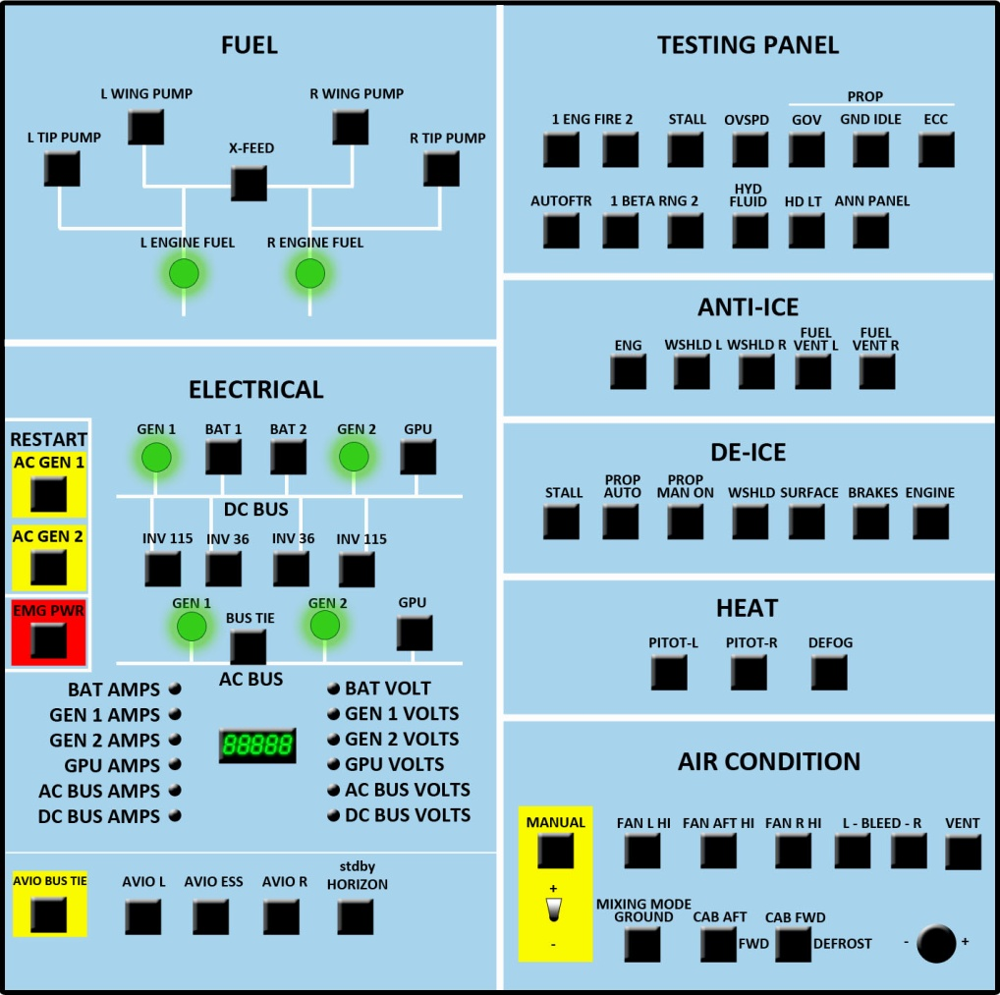 FUEL
L WING PUMP
R WING PUMP
L TIP PUMP
R TIP PUMP
X-FEED
L ENGINE FUEL
R ENGINE FUEL
ELECTRICAL
RESTART
AC GEN 1
AC GEN 2
EMG PWR
GEN 1
BAT 1
BAT 2
GEN 2
GPU
DC BUS
INV 115
INV 36
INV 36
INV 115
GEN 1
BUS TIE
GEN 2
GPU
AC BUS
BAT AMPS
GEN 1 AMPS
GEN 2 AMPS
GPU AMPS
AC BUS AMPS
DC BUS AMPS
88888
BAT VOLT
GEN 1 VOLTS
GEN 2 VOLTS
GPU VOLTS
AC BUS VOLTS
DC BUS VOLTS
AVIO BUS TIE
AVIO L
AVIO ESS
AVIO R
stdby
HORIZON
TESTING PANEL
PROP
1 ENG FIRE 2
STALL
OVSPD
GOV
GND IDLE
ECC
AUTOFTR
1 BETA RNG 2
HYD
FLUID
HD LT
ANN PANEL
ANTI-ICE
ENG
WSHLD L
WSHLD R
FUEL
VENT L
FUEL
VENT R
DE-ICE
STALL
PROP
AUTO
PROP
MAN ON
WSHLD
SURFACE
BRAKES
ENGINE
HEAT
PITOT-L
PITOT-R
DEFOG
AIR CONDITION
MANUAL
+
-
FAN L HI
FAN AFT HI
FAN R HI
L - BLEED - R
VENT
MIXING MODE
GROUND
CAB AFT
FWD
CAB FWD
DEFROST
- +